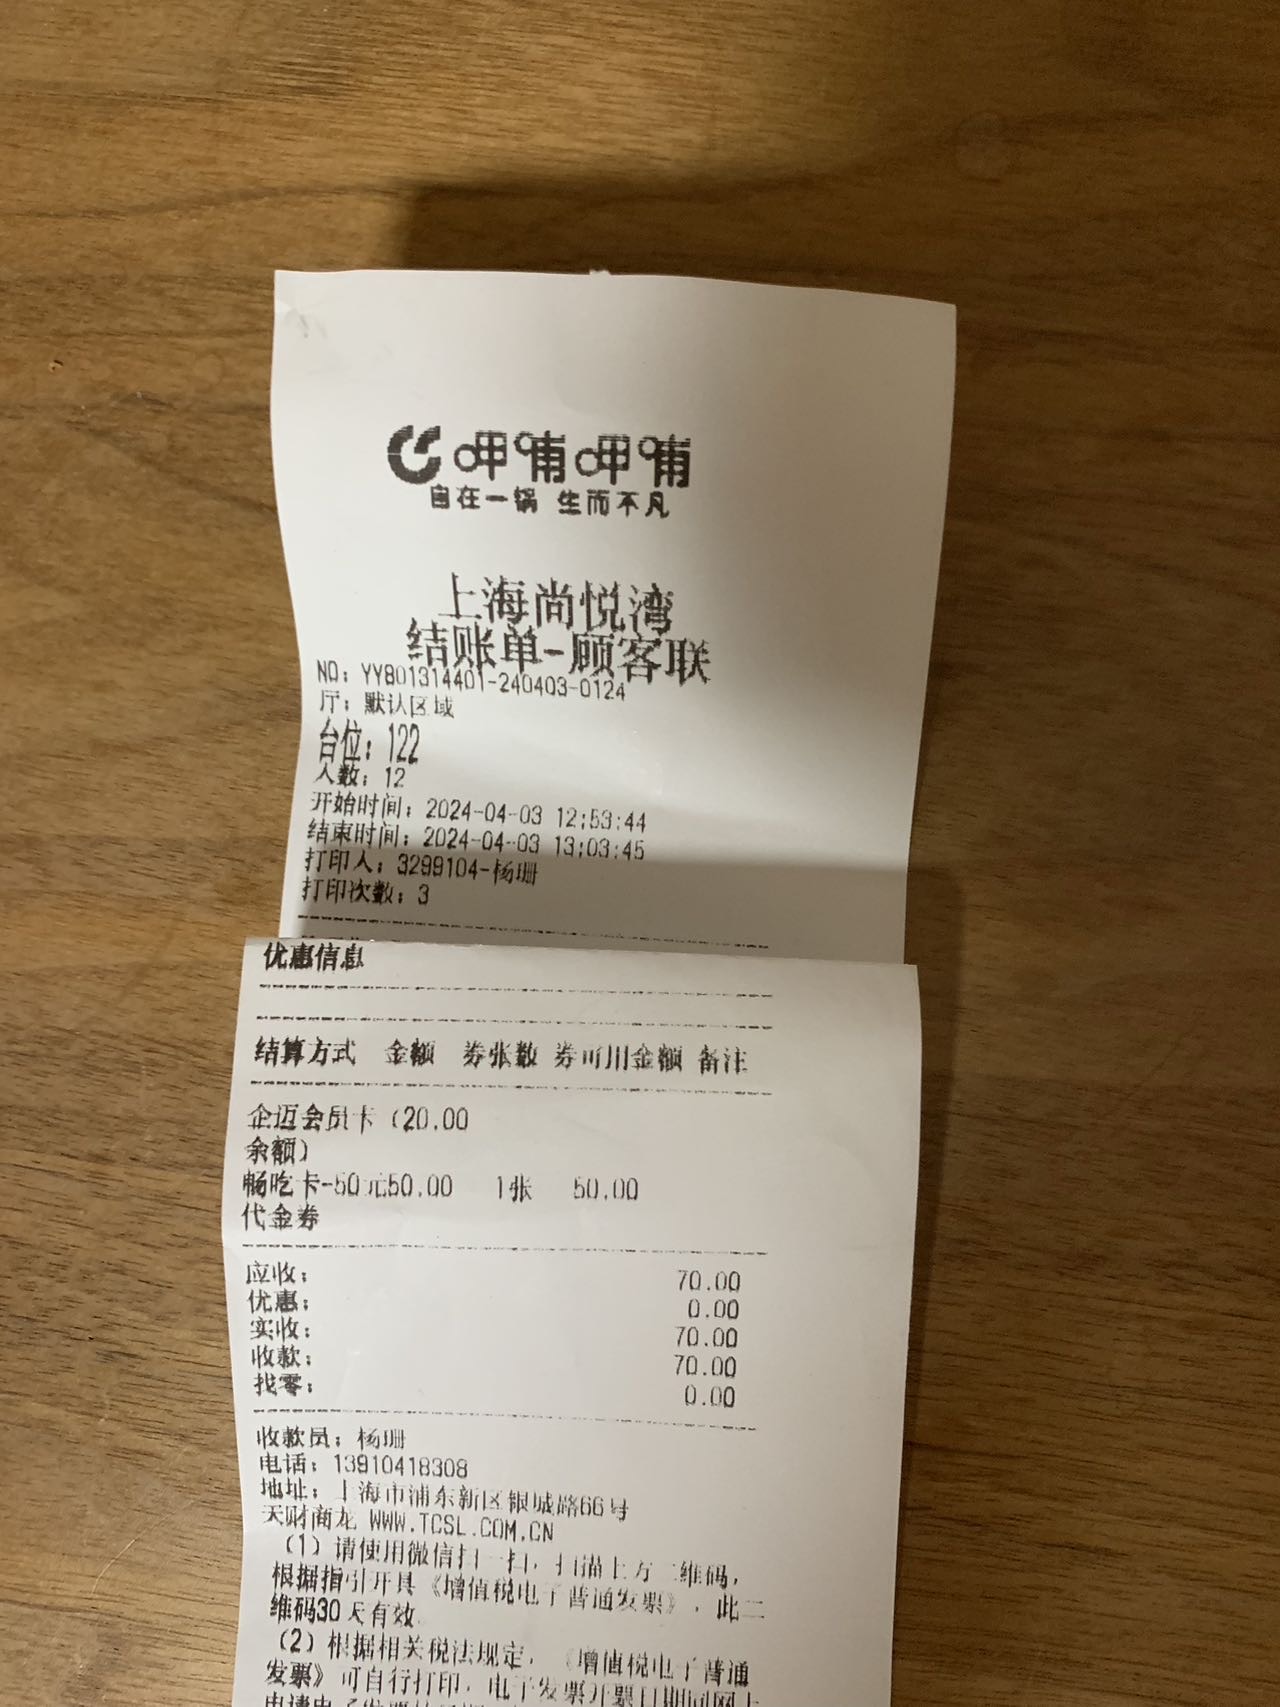 呷哺呷哺
自在一锅 生而不凡
上海尚悦湾
结账单-顾客联
NO: YY801314401-240403-0124
厅: 默认区域
台位: 122
人数: 12
开始时间: 2024-04-03 12:53:44
结束时间: 2024-04-03 13:03:45
打印人: 3299104-杨珊
打印次数: 3
优惠信息
结算方式 金额 券张数 券可用金额 备注
企迈会员卡 (20.00
余额)
畅吃卡-50元50.00 1张 50.00
代金券
应收: 70.00
优惠: 0.00
实收: 70.00
收款: 70.00
找零: 0.00
收款员: 杨珊
电话: 13910418308
地址: 上海市浦东新区银城路66号
天财商龙 WWW.TCSL.COM.CN
(1)请使用微信扫一扫, 扫描上方二维码,
根据指引开具《增值税电子普通发票》, 此二
维码30天有效
(2)根据相关税法规定, 《增值税电子普通
发票》可自行打印, 电子发票开票日期同网上